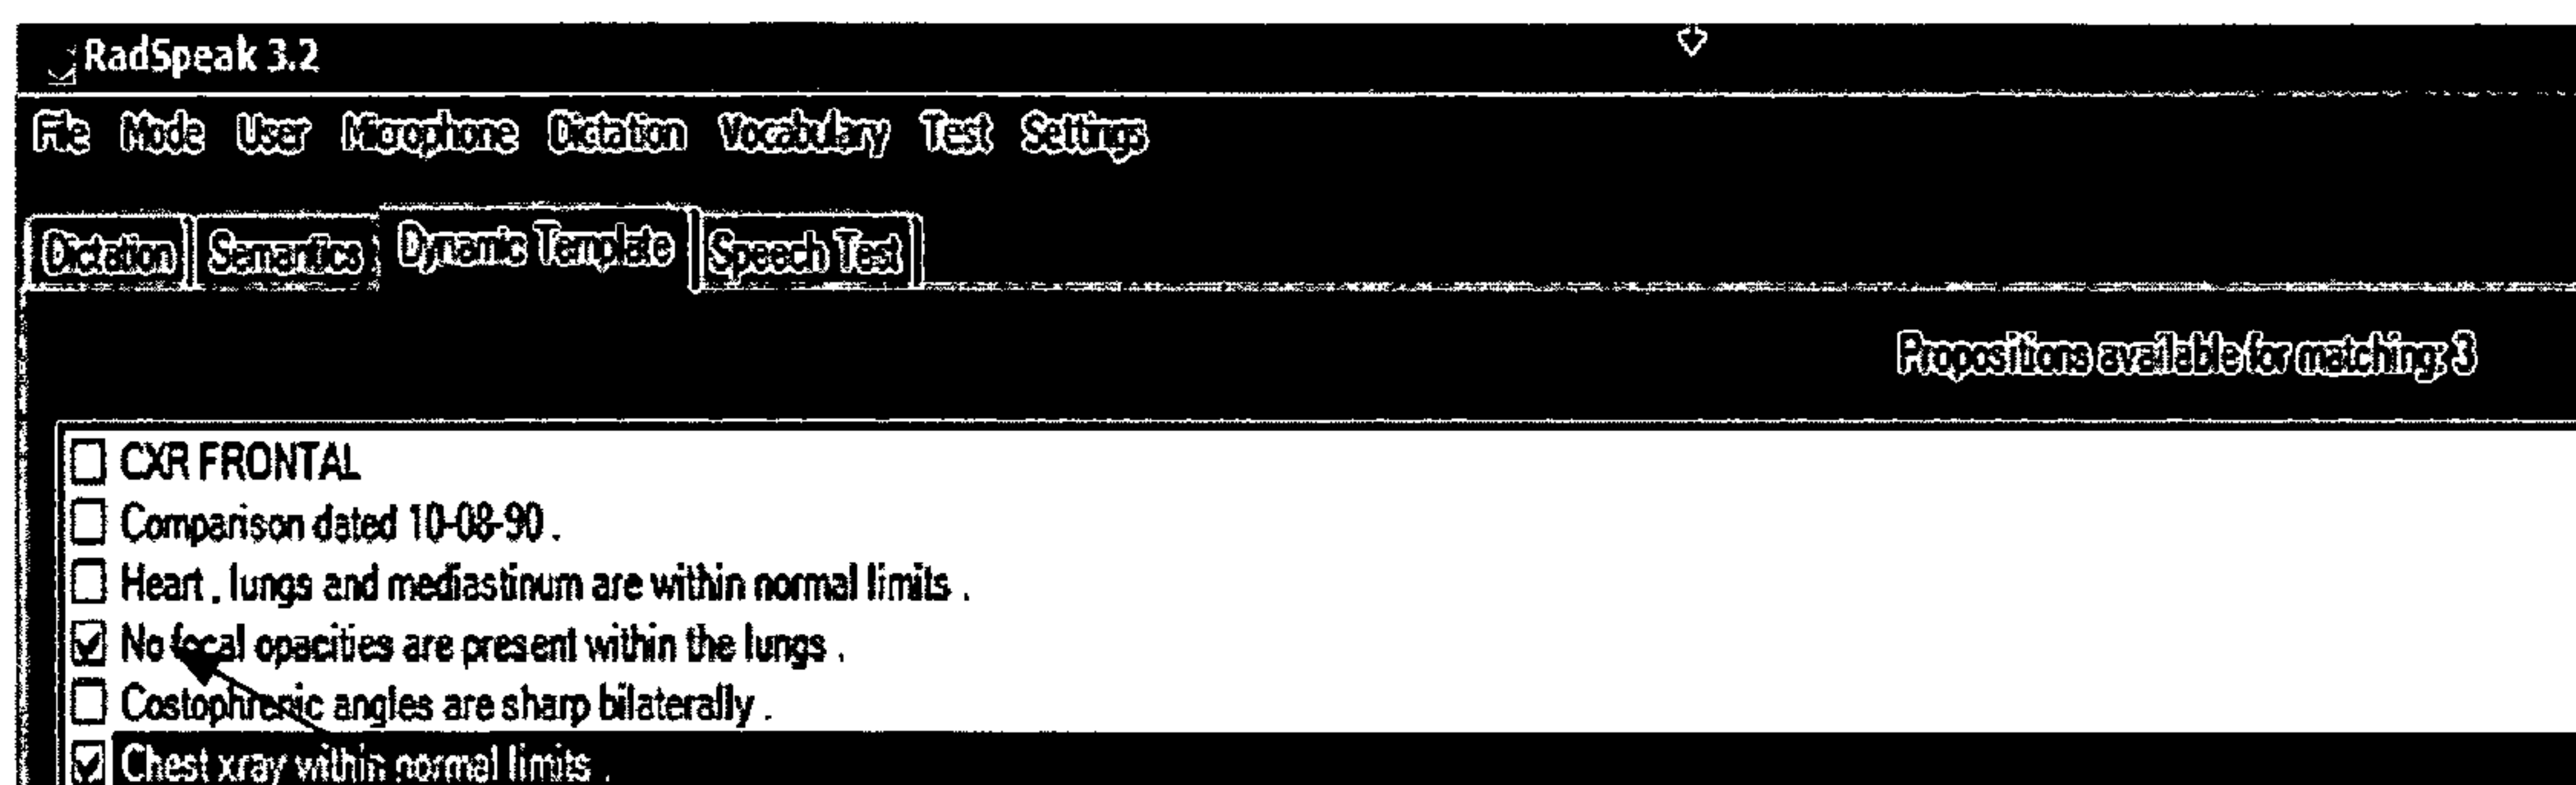 RadSpeak 3.2
File Mode User Microphone Dictation Vocabulary Test Settings
Dictation Semantics Dynamic Template Speech Test
Propositions available for matching: 3
CXR FRONTAL
Comparison dated 10-08-90 .
Heart , lungs and mediastinum are within normal limits .
No focal opacities are present within the lungs .
Costophrenic angles are sharp bilaterally .
Chest xray within normal limits .